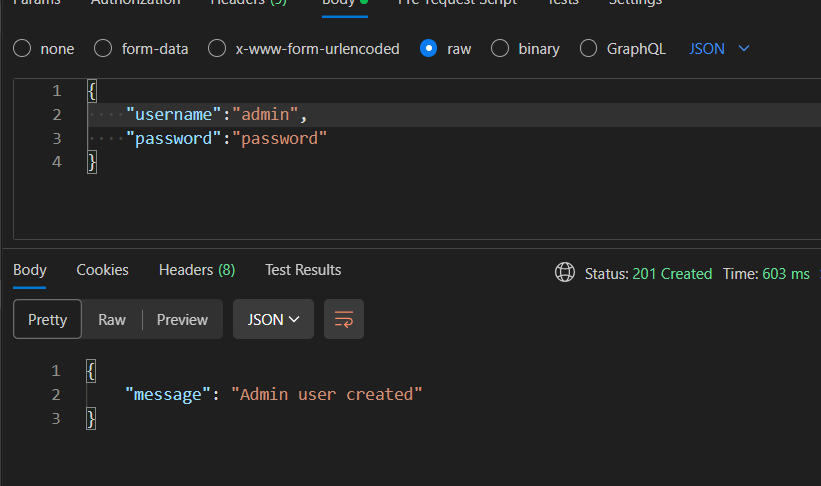 Params Authorization Headers (9) Body Pre-request Script Tests Settings
none form-data x-www-form-urlencoded raw binary GraphQL JSON
1 {
2 "username":"admin",
3 "password":"password"
4 }
Body Cookies Headers (8) Test Results Status: 201 Created Time: 603 ms
Pretty Raw Preview JSON
1 {
2 "message": "Admin user created"
3 }